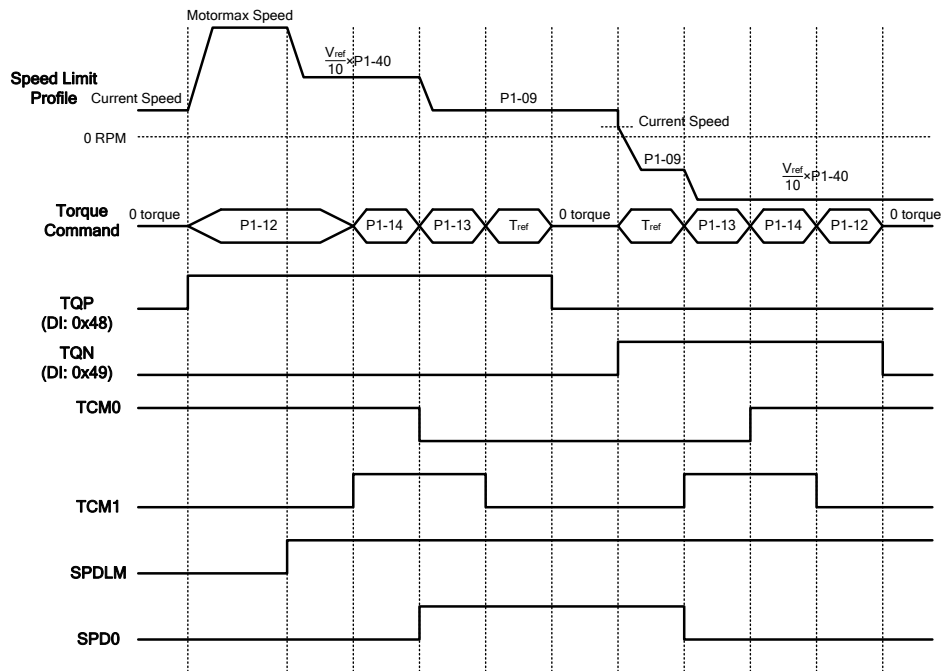 Motormax Speed
Speed Limit
Profile
Current Speed
Vref
10 ×P1-40
P1-09
0 RPM
Current Speed
P1-09
Vref
10 ×P1-40
Torque
Command
0 torque
P1-12
P1-14
P1-13
Tref
0 torque
Tref
P1-13
P1-14
P1-12
0 torque
TQP
(DI: 0x48)
TQN
(DI: 0x49)
TCM0
TCM1
SPDLM
SPD0